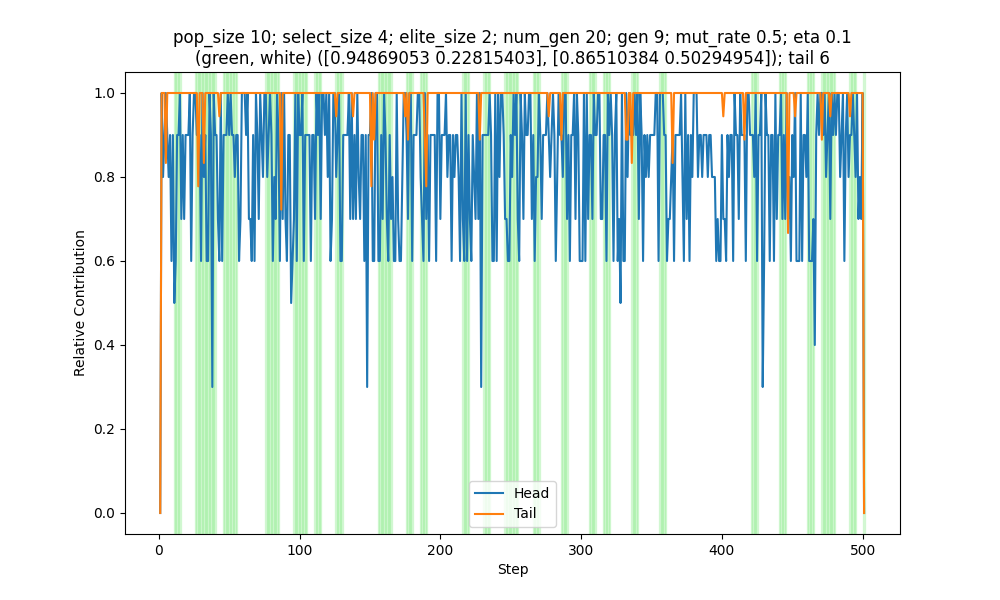 pop_size 10; select_size 4; elite_size 2; num_gen 20; gen 9; mut_rate 0.5; eta 0.1
(green, white) ([0.94869053 0.22815403], [0.86510384 0.50294954]); tail 6
1.0
0.8
0.6
0.4
0.2
0.0
Relative Contribution
Head
Tail
0 100 200 300 400 500
Step